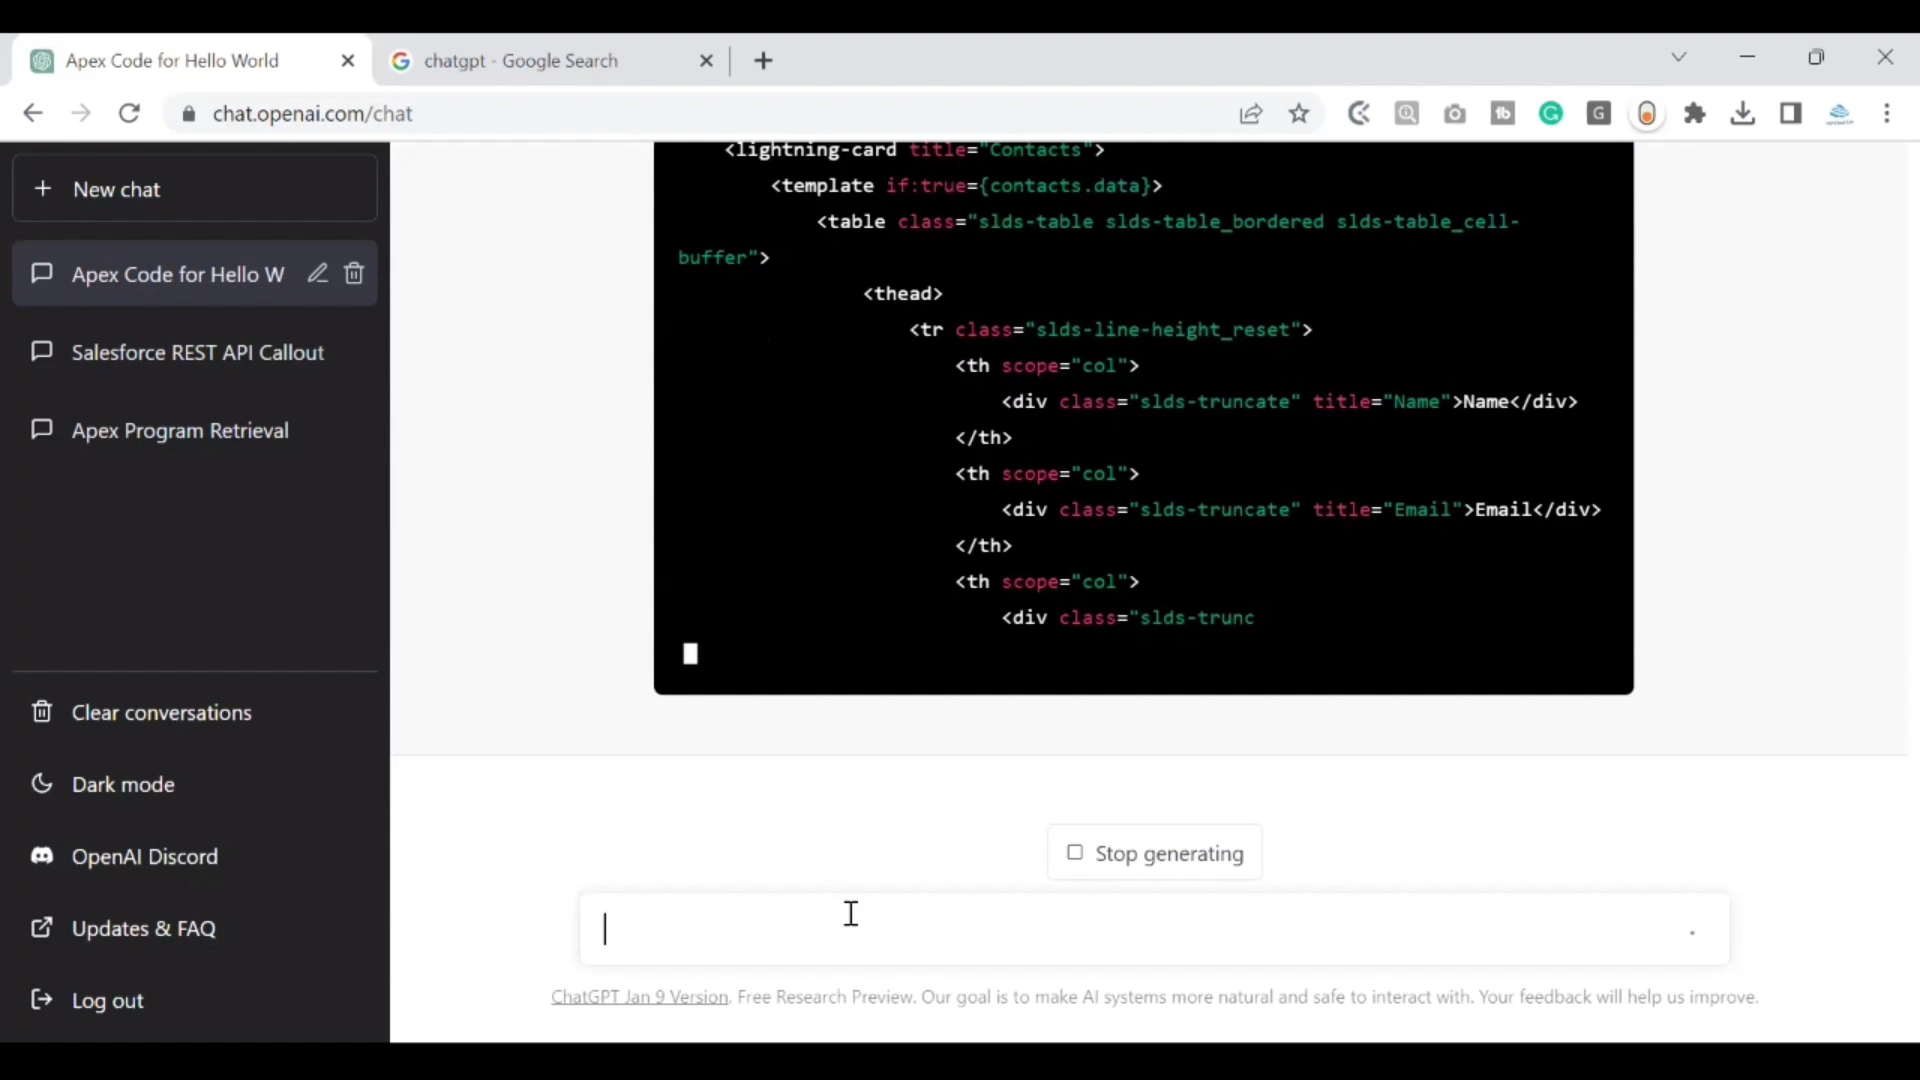 Apex Code for Hello World
chatgpt - Google Search
chat.openai.com/chat
New chat
Apex Code for Hello W
Salesforce REST API Callout
Apex Program Retrieval
Clear conversations
Dark mode
OpenAI Discord
Updates & FAQ
Log out
<lightning-card title="Contacts">
<template if:true={contacts.data}>
<table class="slds-table slds-table_bordered slds-table_cell-
buffer">
<thead>
<tr class="slds-line-height_reset">
<th scope="col">
<div class="slds-truncate" title="Name">Name</div>
</th>
<th scope="col">
<div class="slds-truncate" title="Email">Email</div>
</th>
<th scope="col">
<div class="slds-trunc
Stop generating
ChatGPT Jan 9 Version. Free Research Preview. Our goal is to make AI systems more natural and safe to interact with. Your feedback will help us improve.